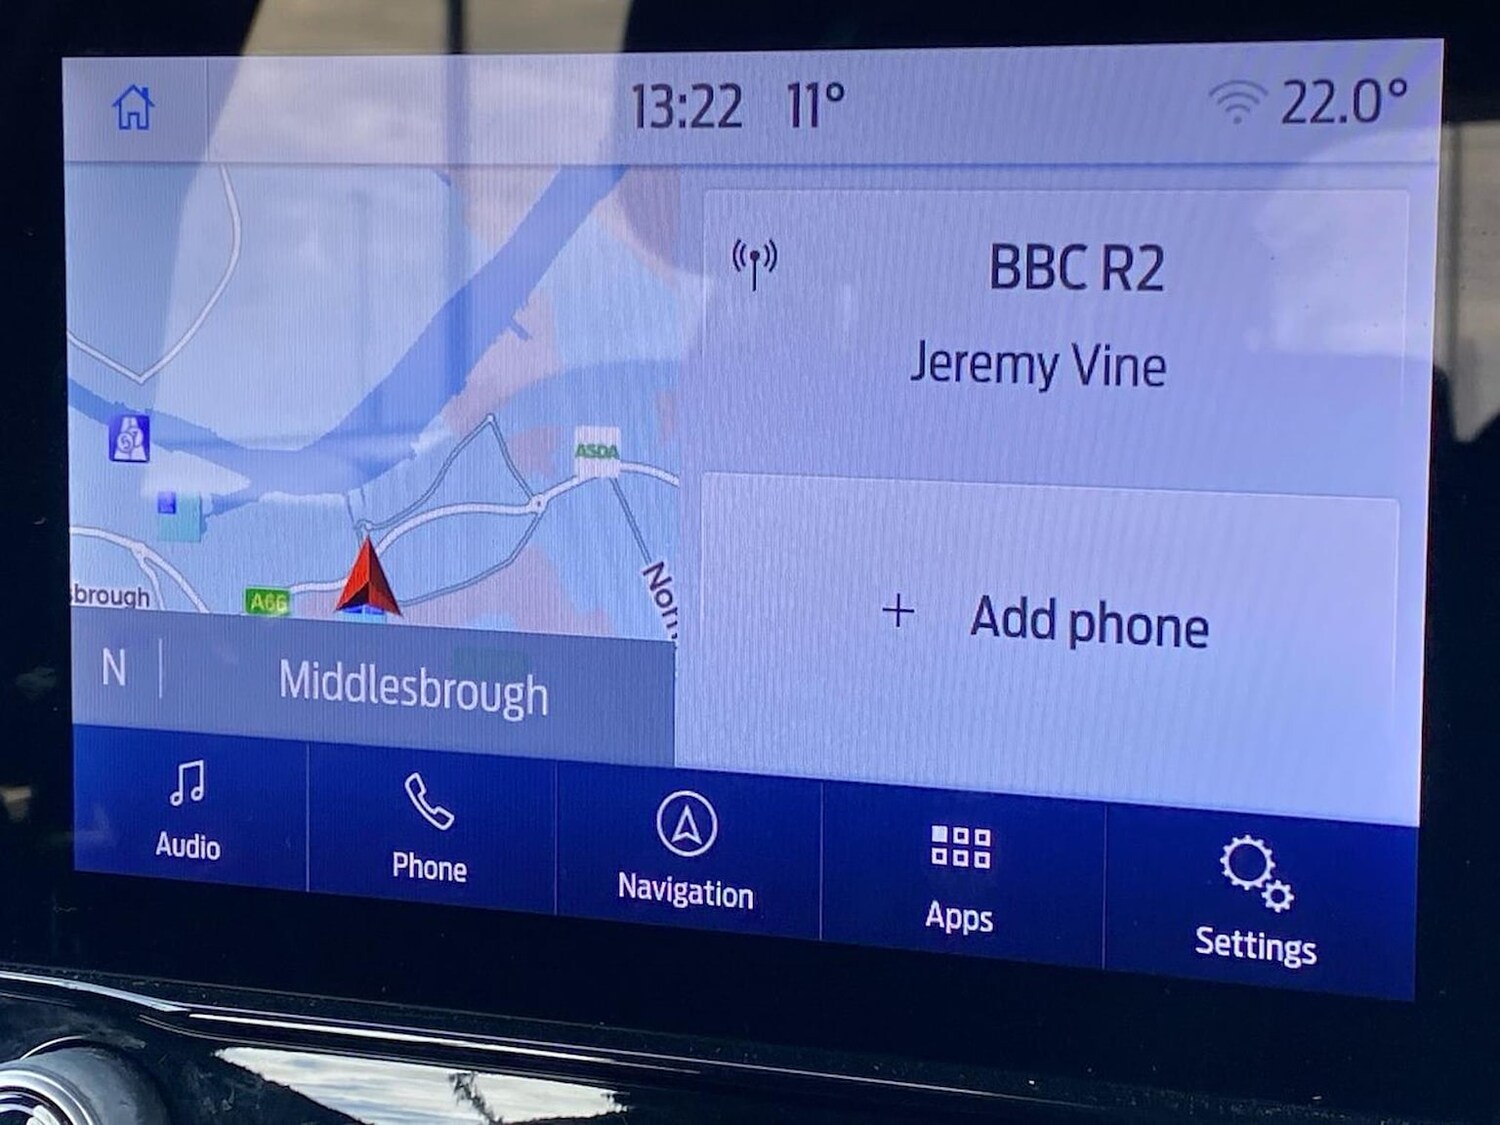 13:22 11° 22.0°
BBC R2
Jeremy Vine
ASDA
A66
N
Middlesbrough
+ Add phone
Audio
Phone
Navigation
Apps
Settings